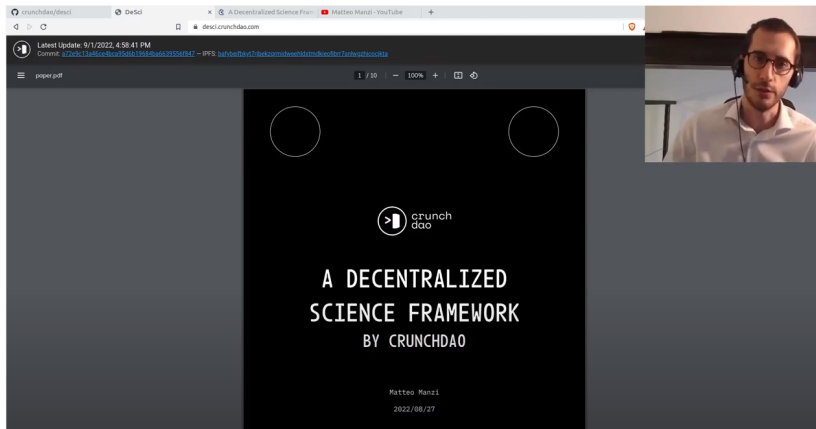 crunchdao/desci
DeSci
A Decentralized Science Fram
Matteo Manzi - YouTube
desci.crunchdao.com
Latest Update: 9/1/2022, 4:58:41 PM
Commit: — IPFS:
paper.pdf
1 / 10
100%
crunch
dao
A DECENTRALIZED
SCIENCE FRAMEWORK
BY CRUNCHDAO
Matteo Manzi
2022/08/27